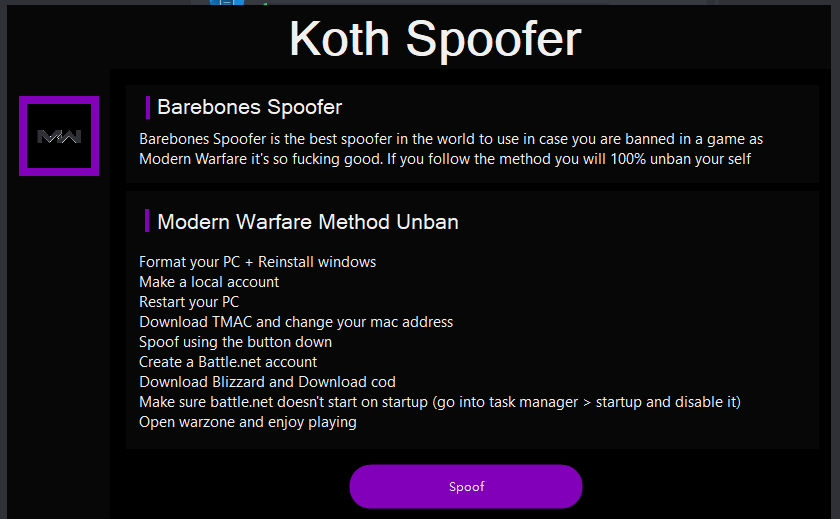 Koth Spoofer
Barebones Spoofer
Barebones Spoofer is the best spoofer in the world to use in case you are banned in a game as
Modern Warfare it's so fucking good. If you follow the method you will 100% unban your self
MW
Modern Warfare Method Unban
Format your PC + Reinstall windows
Make a local account
Restart your PC
Download TMAC and change your mac address
Spoof using the button down
Create a Battle.net account
Download Blizzard and Download cod
Make sure battle.net doesn't start on startup (go into task manager > startup and disable it)
Open warzone and enjoy playing
Spoof